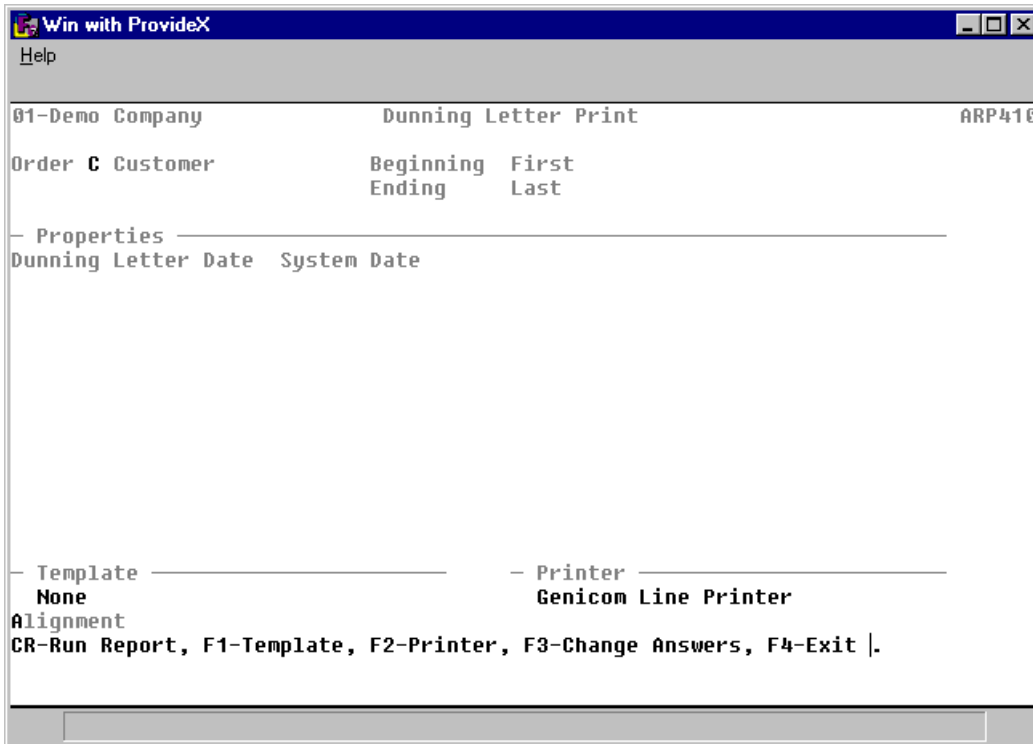 Win with ProvideX
Help
01-Demo Company Dunning Letter Print ARP410
Order C Customer Beginning First
Ending Last
Properties
Dunning Letter Date System Date
Template Printer
None Genicom Line Printer
Alignment
CR-Run Report, F1-Template, F2-Printer, F3-Change Answers, F4-Exit .